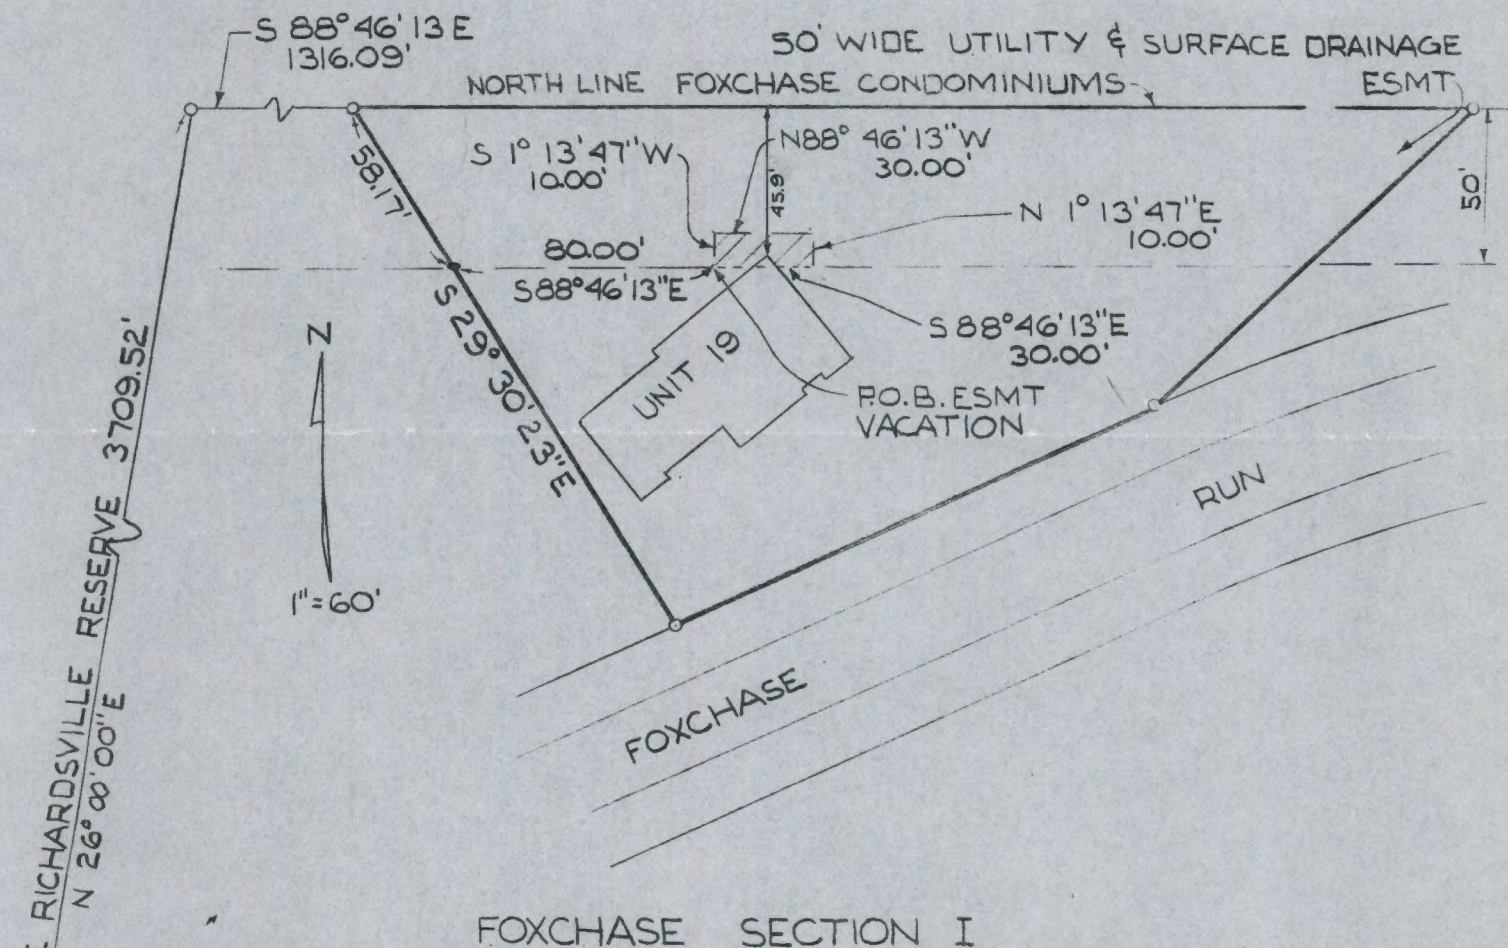 S 88° 46' 13 E
1316.09'
50' WIDE UTILITY & SURFACE DRAINAGE
ESMT
NORTH LINE FOXCHASE CONDOMINIUMS
58.17'
S 1° 13' 47" W
10.00'
N88° 46' 13" W
30.00'
45.9'
N 1° 13' 47" E
10.00'
50'
80.00'
S88° 46' 13" E
S 88° 46' 13" E
30.00'
S 29° 30' 23" E
UNIT 19
P.O.B. ESMT
VACATION
N
1" = 60'
RICHARDSVILLE RESERVE 3709.52'
N 26° 00' 00" E
FOXCHASE RUN
FOXCHASE SECTION I